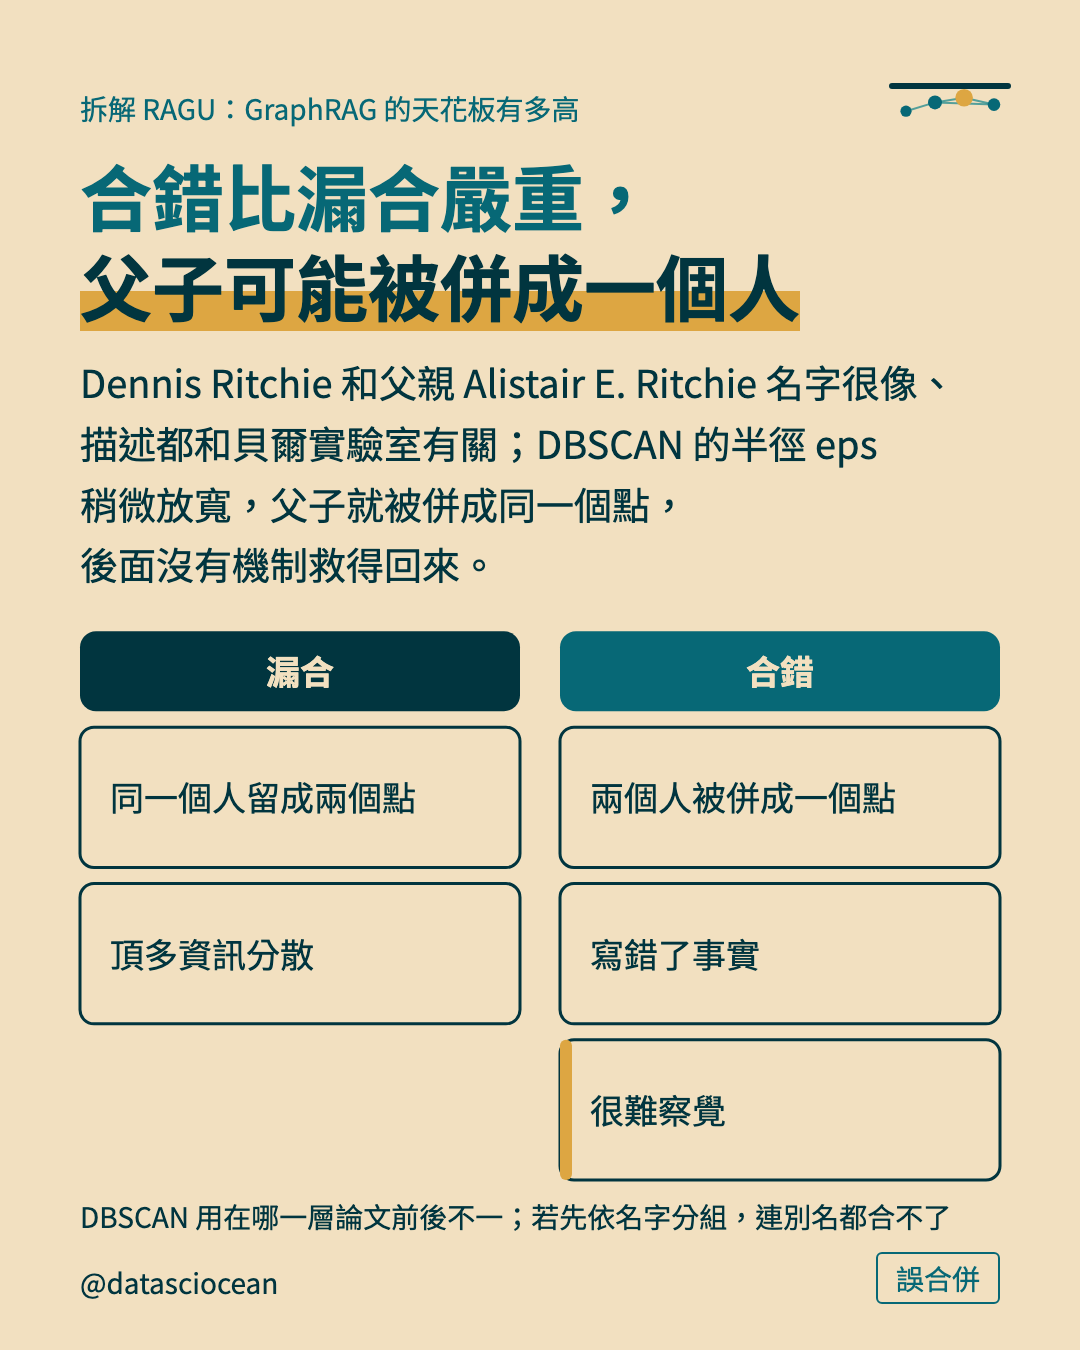 拆解 RAGU：GraphRAG 的天花板有多高
合錯比漏合嚴重，
父子可能被併成一個人
Dennis Ritchie 和父親 Alistair E. Ritchie 名字很像、
描述都和貝爾實驗室有關；DBSCAN 的半徑 eps
稍微放寬，父子就被併成同一個點，
後面沒有機制救得回來。
漏合
合錯
同一個人留成兩個點
兩個人被併成一個點
頂多資訊分散
寫錯了事實
很難察覺
DBSCAN 用在哪一層論文前後不一；若先依名字分組，連別名都合不了
@datasciocean
誤合併